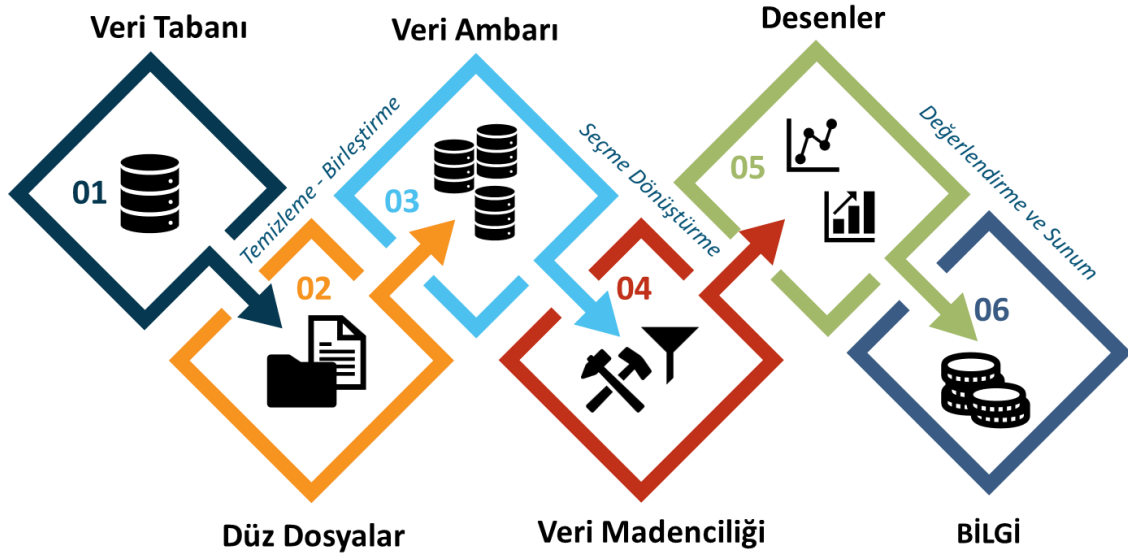 Veri Tabanı
Veri Ambarı
Desenler
01
Temizleme - Birleştirme
03
Seçme Dönüştürme
05
Değerlendirme ve Sunum
02
04
06
Düz Dosyalar
Veri Madenciliği
BİLGİ